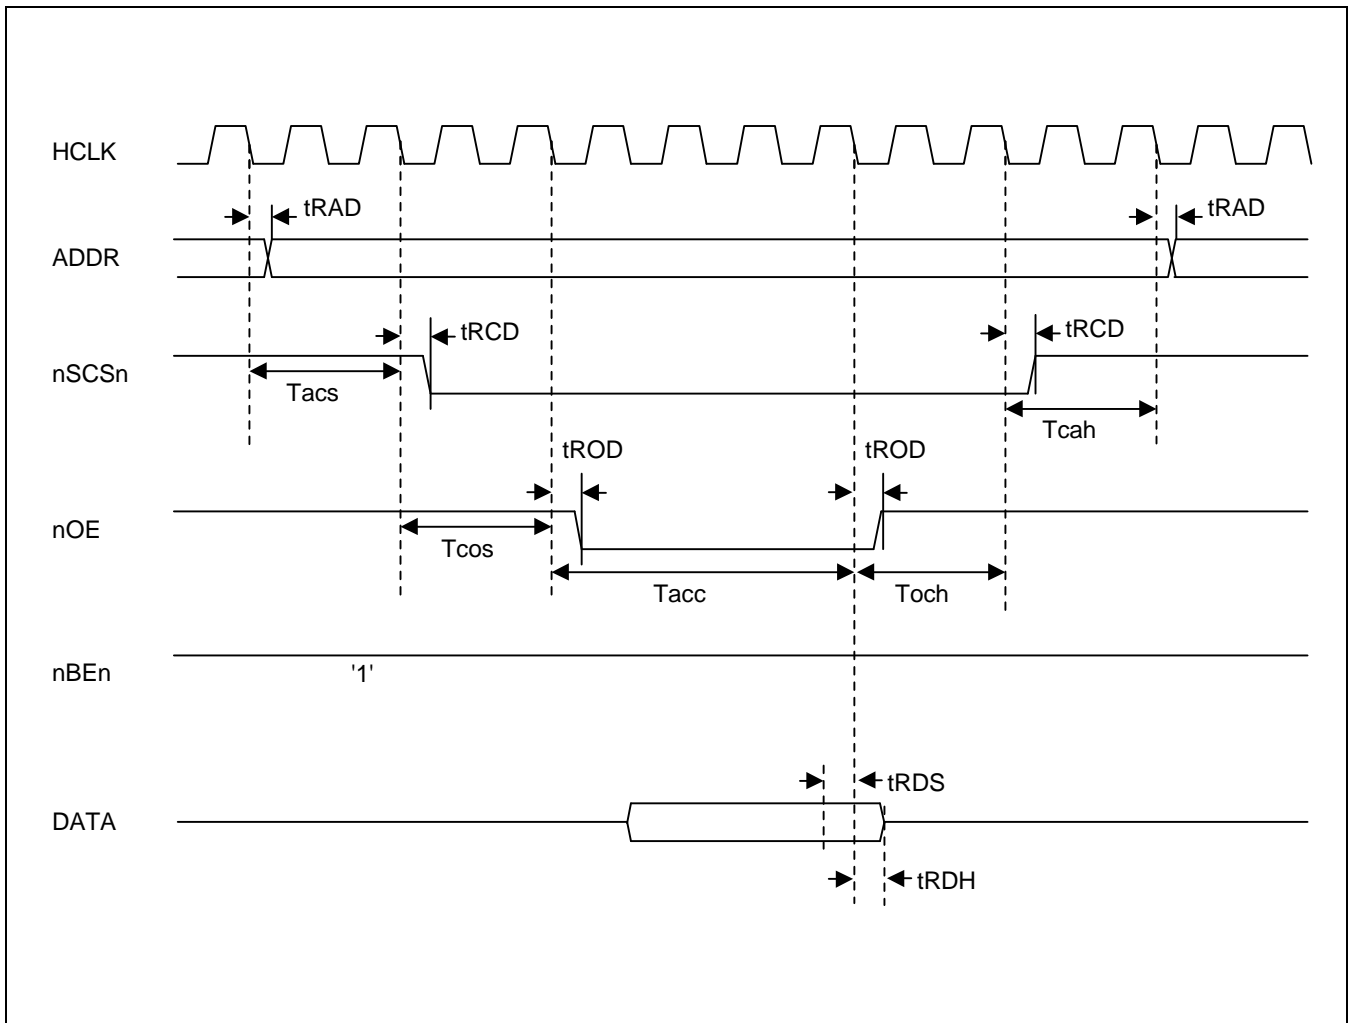 HCLK
tRAD
tRAD
ADDR
tRCD
tRCD
nSCSn
Tacs
Tcah
tROD
tROD
nOE
Tcos
Tacc
Toch
nBEn
'1'
tRDS
DATA
tRDH